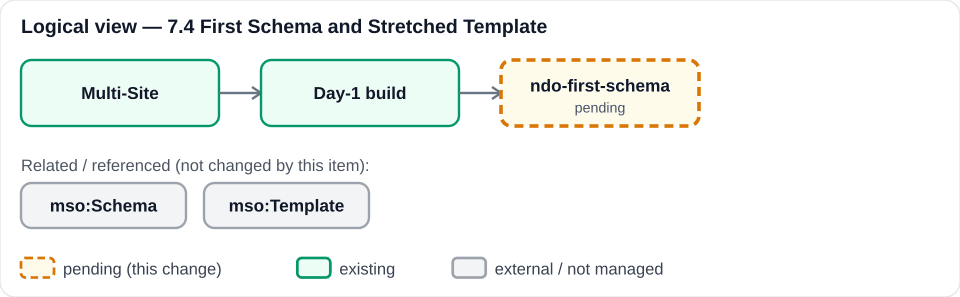 Logical view — 7.4 First Schema and Stretched Template
Multi-Site
Day-1 build
ndo-first-schema
pending
Related / referenced (not changed by this item):
mso:Schema
mso:Template
pending (this change)
existing
external / not managed